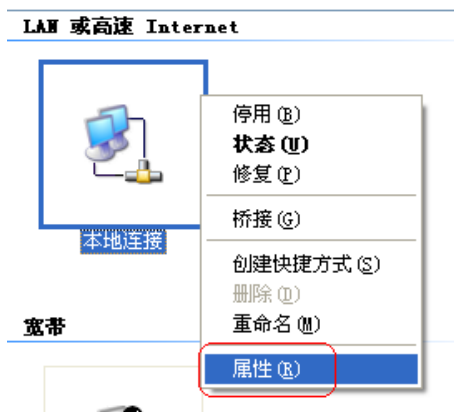 LAN 或高速 Internet
停用(B)
状态(U)
修复(P)
桥接(G)
本地连接
创建快捷方式(S)
删除(D)
重命名(M)
宽带
属性(R)